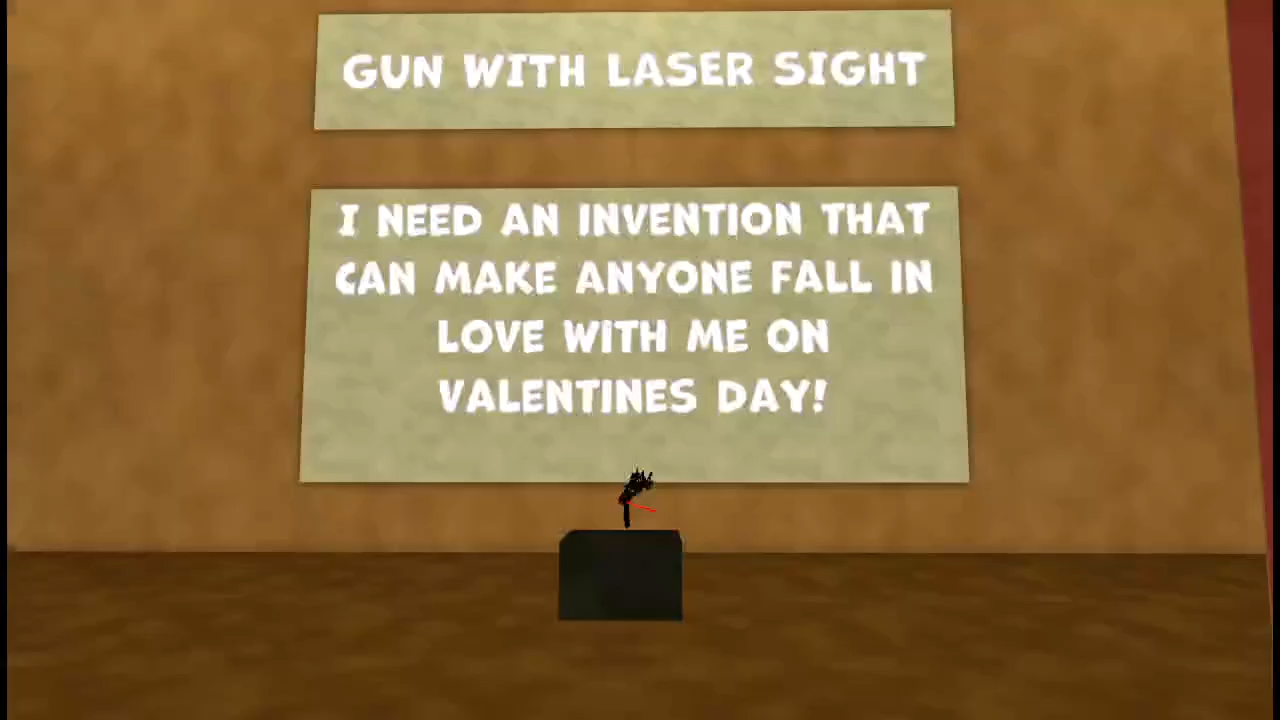 GUN WITH LASER SIGHT
I NEED AN INVENTION THAT
CAN MAKE ANYONE FALL IN
LOVE WITH ME ON
VALENTINES DAY!